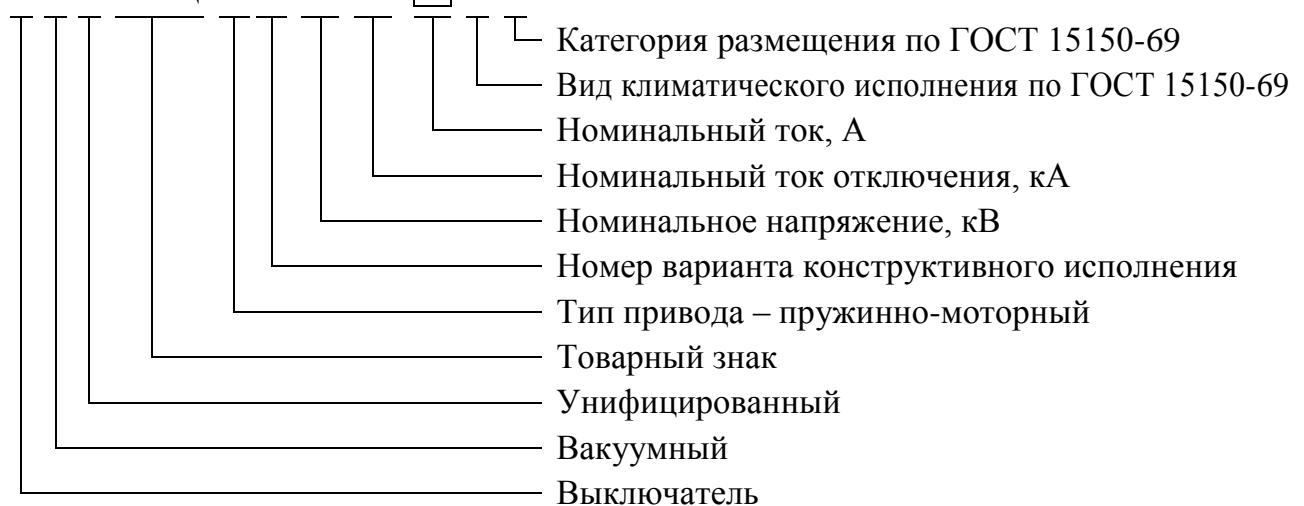 Категория размещения по ГОСТ 15150-69
Вид климатического исполнения по ГОСТ 15150-69
Номинальный ток, А
Номинальный ток отключения, кА
Номинальное напряжение, кВ
Номер варианта конструктивного исполнения
Тип привода – пружинно-моторный
Товарный знак
Унифицированный
Вакуумный
Выключатель